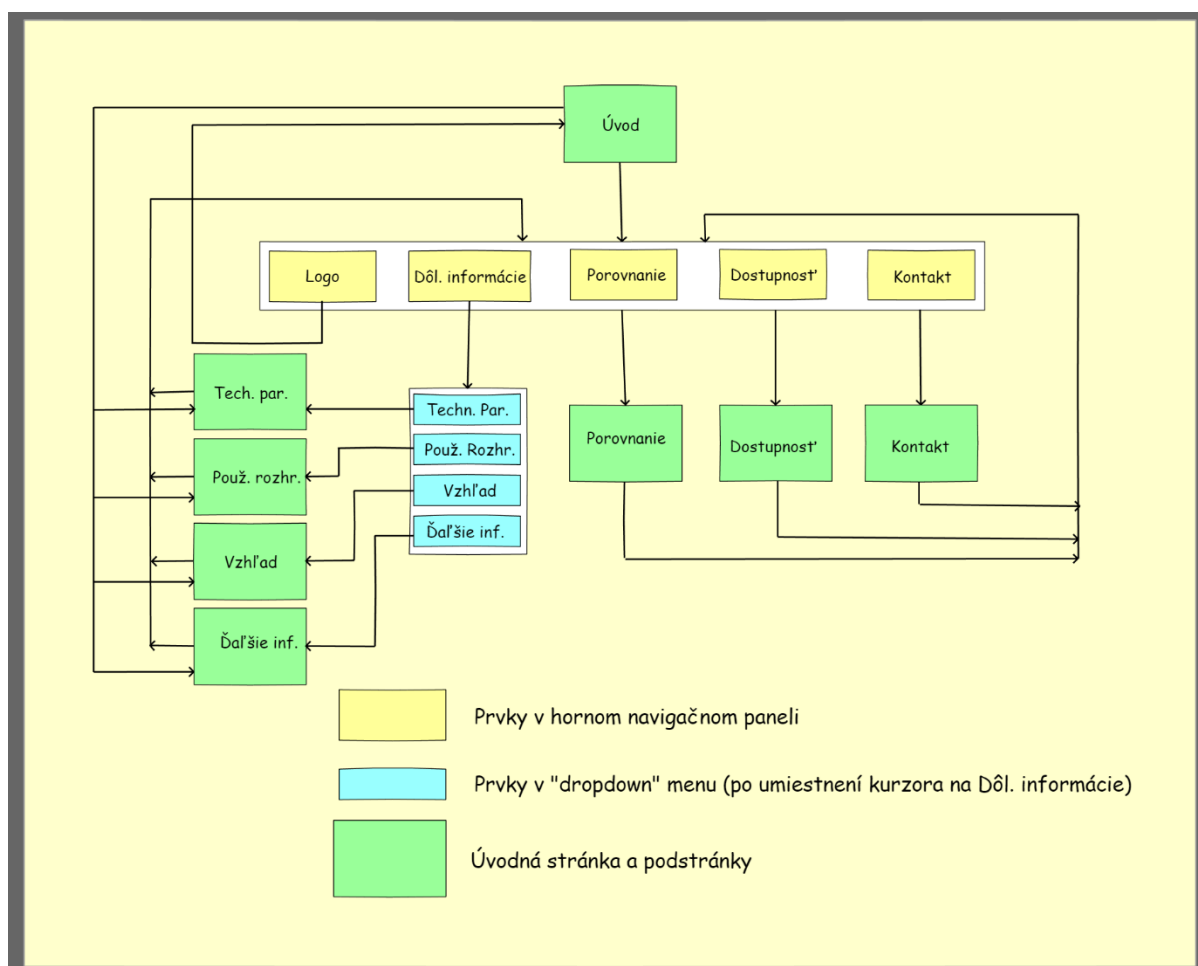 Úvod
Logo
Dôl. informácie
Porovnanie
Dostupnosť
Kontakt
Tech. par.
Použ. rozhr.
Vzhľad
Ďaľšie inf.
Techn. Par.
Použ. Rozhr.
Vzhľad
Ďaľšie inf.
Porovnanie
Dostupnosť
Kontakt
Prvky v hornom navigačnom paneli
Prvky v "dropdown" menu (po umiestnení kurzora na Dôl. informácie)
Úvodná stránka a podstránky